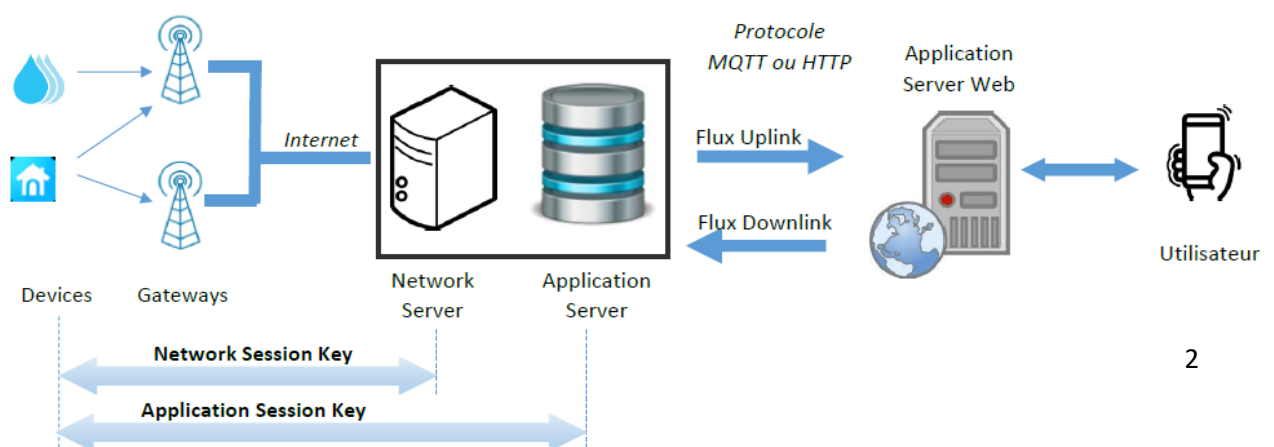 Protocole
MQTT ou HTTP
Application
Server Web
Internet
Flux Uplink
Flux Downlink
Utilisateur
Devices
Gateways
Network
Server
Application
Server
Network Session Key
2
Application Session Key